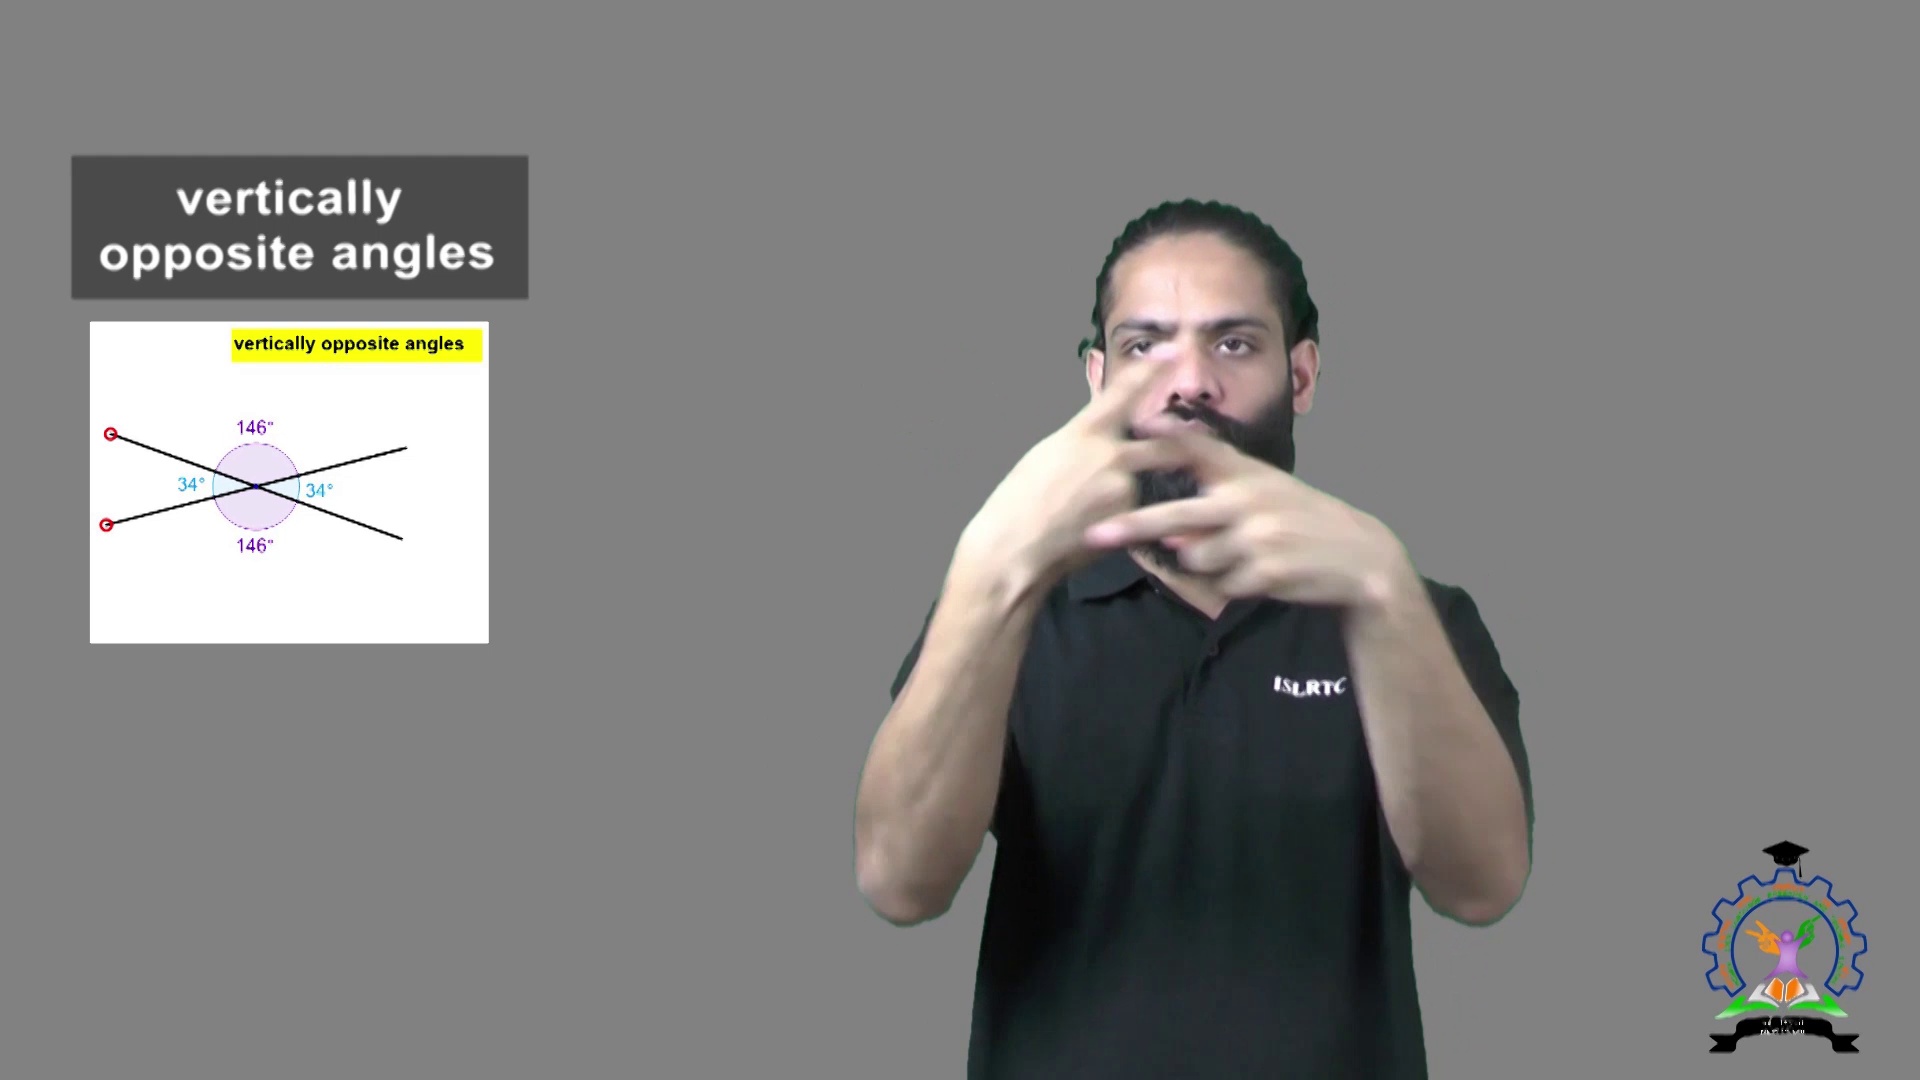 vertically
opposite angles
vertically opposite angles
146°
34°
34°
146°
ISLRTC